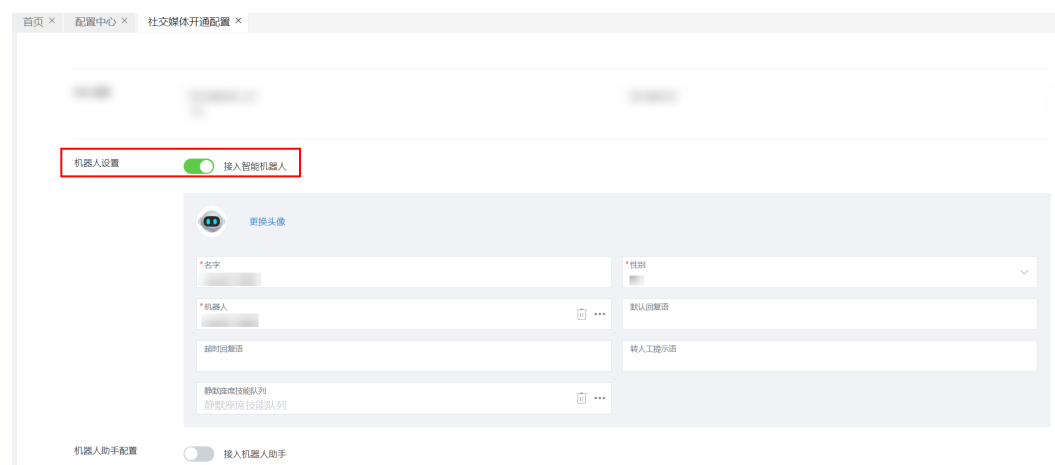 首页 × 配置中心 × 社交媒体开通配置 ×
机器人设置 接入智能机器人
更换头像
*名字 *性别
*机器人 默认回复语
超时回复语 转人工提示语
静默座席技能队列
静默座席技能队列
机器人助手配置 接入机器人助手